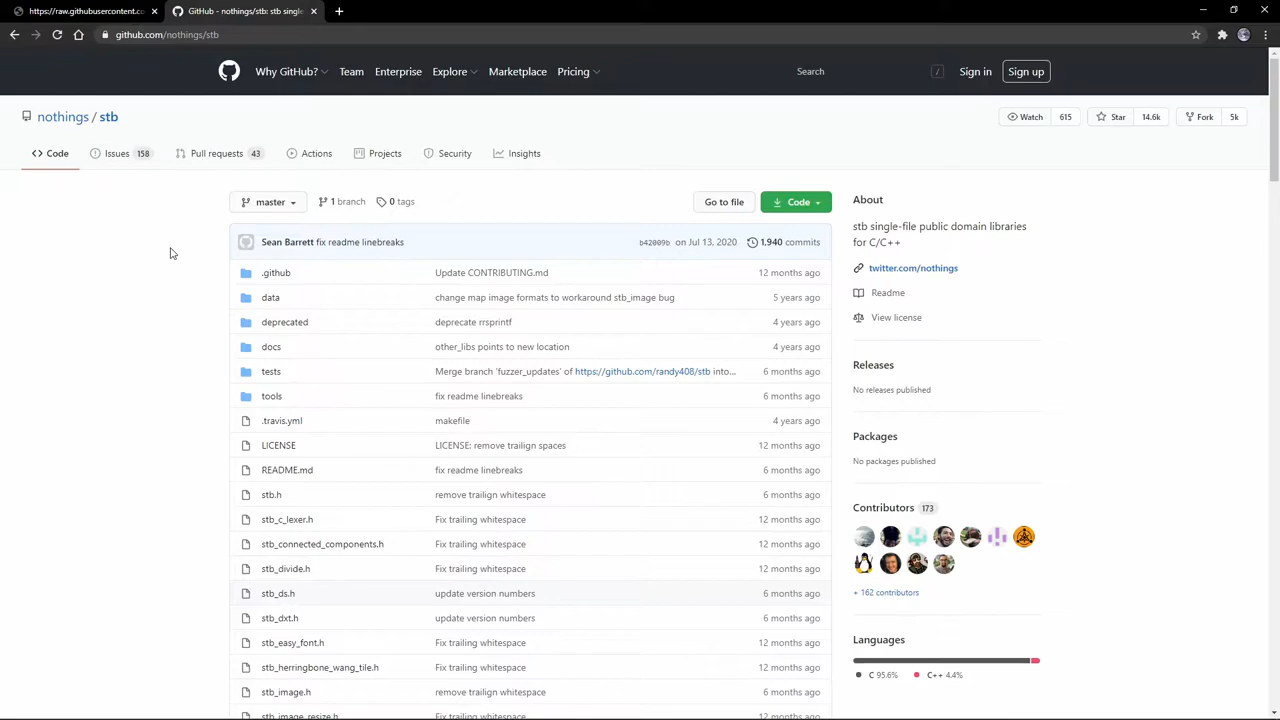 https://raw.githubusercontent.co
GitHub - nothings/stb: stb singl
github.com/nothings/stb
Why GitHub?
Team
Enterprise
Explore
Marketplace
Pricing
Search
/
Sign in
Sign up
nothings / stb
Watch 615
Star 14.6k
Fork 5k
<> Code
Issues 158
Pull requests 43
Actions
Projects
Security
Insights
master
1 branch
0 tags
Go to file
Code
Sean Barrett fix readme linebreaks b42009b on Jul 13, 2020 1,940 commits
.github Update CONTRIBUTING.md 12 months ago
data change map image formats to workaround stb_image bug 5 years ago
deprecated deprecate rrsprintf 4 years ago
docs other_libs points to new location 4 years ago
tests Merge branch 'fuzzer_updates' of https://github.com/randy408/stb into... 6 months ago
tools fix readme linebreaks 6 months ago
.travis.yml makefile 4 years ago
LICENSE LICENSE: remove trailign spaces 12 months ago
README.md fix readme linebreaks 6 months ago
stb.h remove trailign whitespace 6 months ago
stb_c_lexer.h Fix trailing whitespace 12 months ago
stb_connected_components.h Fix trailing whitespace 12 months ago
stb_divide.h Fix trailing whitespace 12 months ago
stb_ds.h update version numbers 6 months ago
stb_dxt.h update version numbers 6 months ago
stb_easy_font.h Fix trailing whitespace 12 months ago
stb_herringbone_wang_tile.h Fix trailing whitespace 12 months ago
stb_image.h remove trailign whitespace 6 months ago
stb_image_resize.h Fix trailing whitespace 12 months ago
About
stb single-file public domain libraries
for C/C++
twitter.com/nothings
Readme
View license
Releases
No releases published
Packages
No packages published
Contributors 173
+ 162 contributors
Languages
C 95.6%
C++ 4.4%